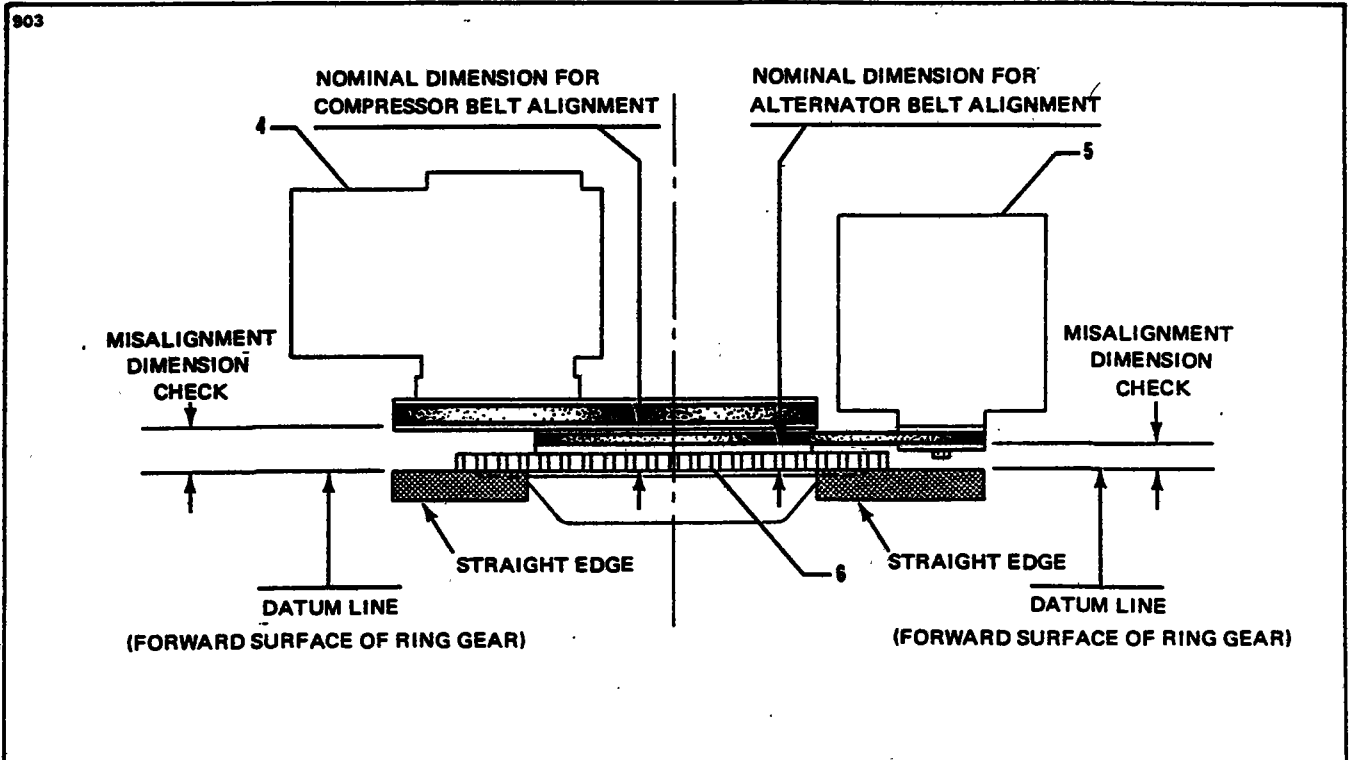 903
NOMINAL DIMENSION FOR
COMPRESSOR BELT ALIGNMENT
NOMINAL DIMENSION FOR
ALTERNATOR BELT ALIGNMENT
4
5
MISALIGNMENT
DIMENSION
CHECK
MISALIGNMENT
DIMENSION
CHECK
STRAIGHT EDGE
6
STRAIGHT EDGE
DATUM LINE
(FORWARD SURFACE OF RING GEAR)
DATUM LINE
(FORWARD SURFACE OF RING GEAR)